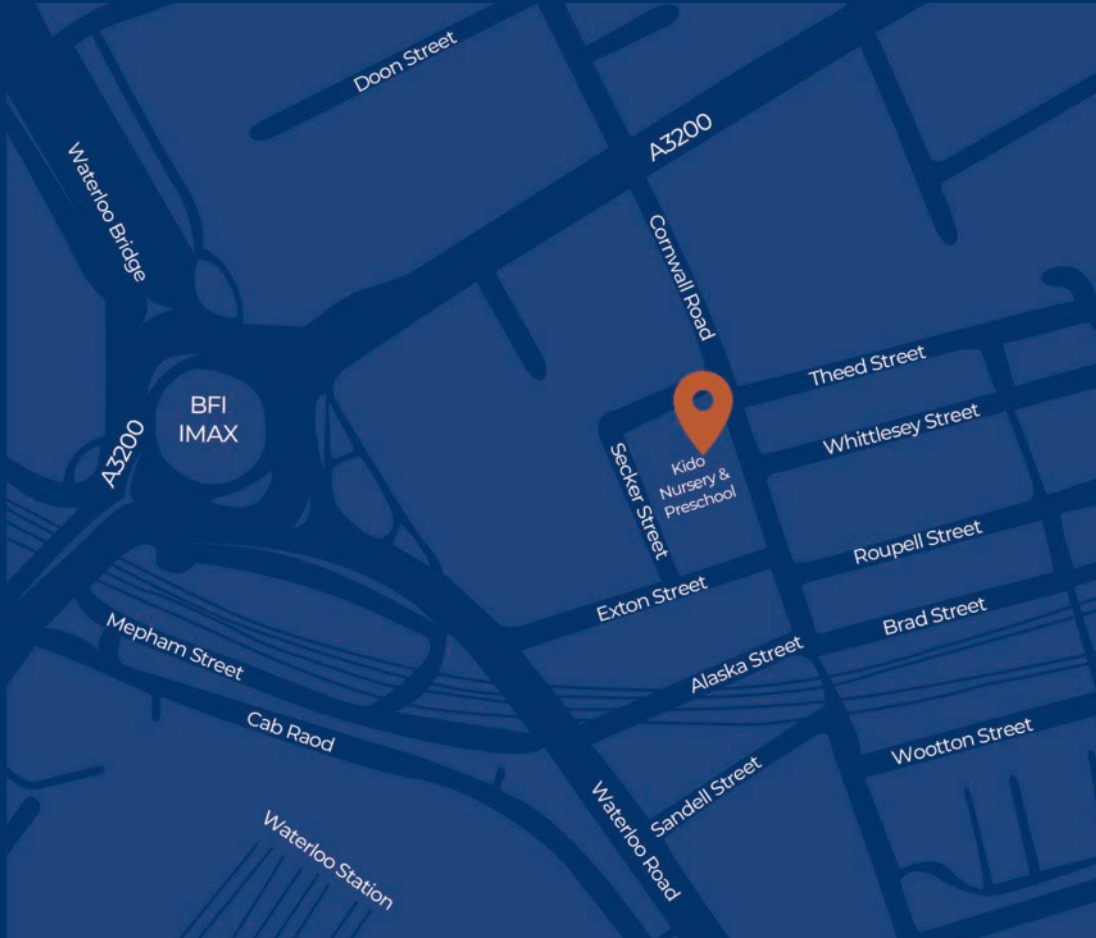 Doon Street
A3200
Waterloo Bridge
Cornwall Road
Theed Street
BFI
IMAX
A3200
Whittlesey Street
Secker Street
Kido
Nursery &
Preschool
Roupell Street
Exton Street
Brad Street
Mepham Street
Alaska Street
Cab Raod
Wootton Street
Sandell Street
Waterloo Road
Waterloo Station